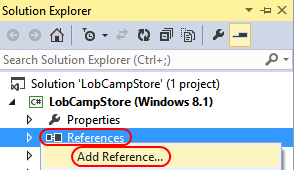 Solution Explorer
Search Solution Explorer (Ctrl+;)
Solution 'LobCampStore' (1 project)
C# LobCampStore (Windows 8.1)
Properties
References
Add Reference...